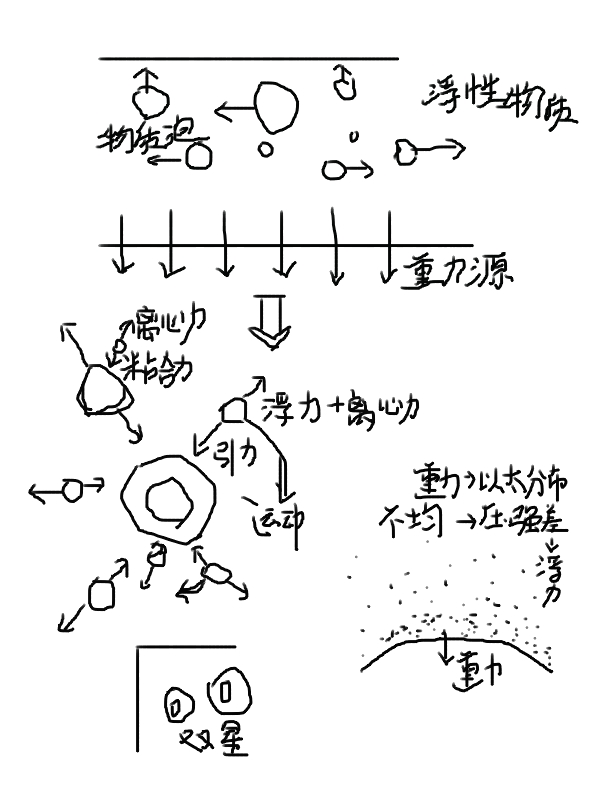 浮性物质
物质泡
重力源
离心力
粘合力
浮力+离心力
引力
运动
重力→以太分布
不均→压强差
→浮力
重力
双星